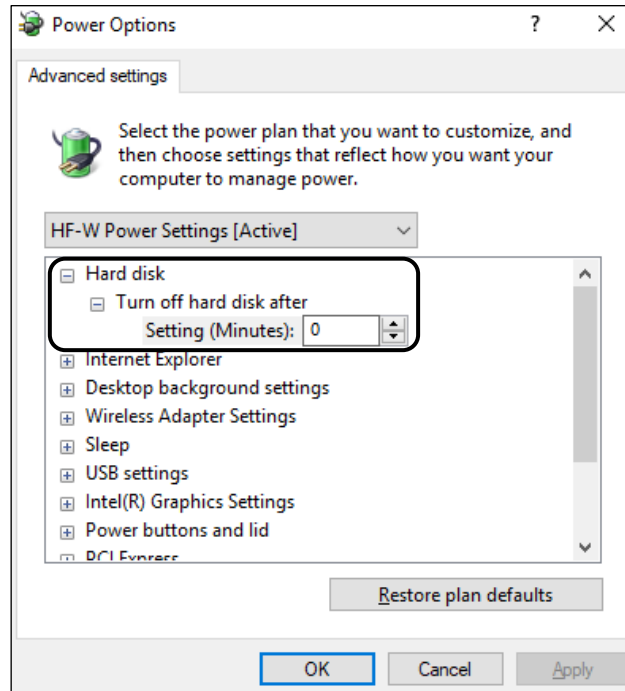 Power Options
?
Advanced settings
Select the power plan that you want to customize, and
then choose settings that reflect how you want your
computer to manage power.
HF-W Power Settings [Active]
Hard disk
Turn off hard disk after
Setting (Minutes): 0
Internet Explorer
Desktop background settings
Wireless Adapter Settings
Sleep
USB settings
Intel(R) Graphics Settings
Power buttons and lid
PCI Express
Restore plan defaults
OK Cancel Apply